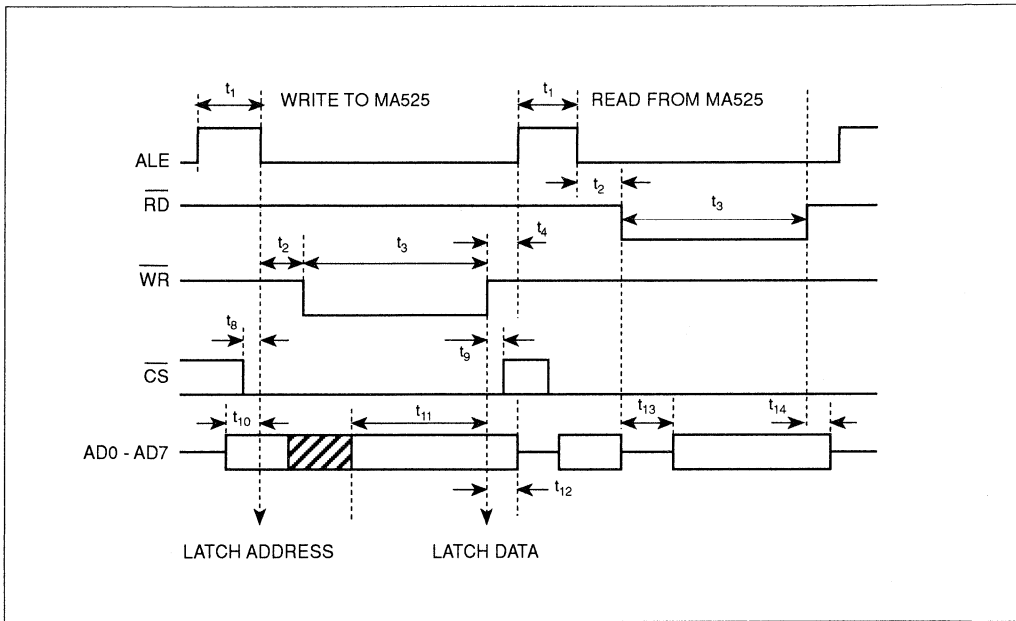 t1 WRITE TO MA525 t1 READ FROM MA525
ALE
t2
RD t3
t2 t3 t4
WR
t8
t9
CS
t10 t11 t13 t14
AD0 - AD7
t12
LATCH ADDRESS LATCH DATA